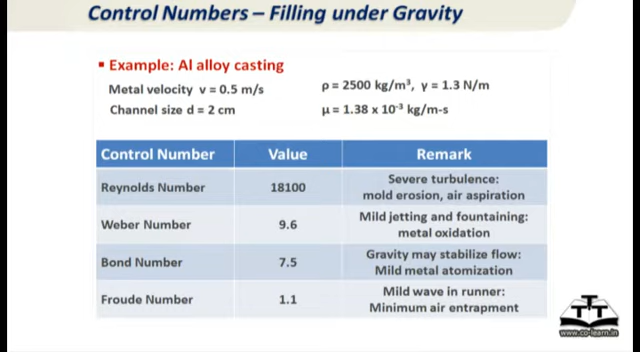 Control Numbers – Filling under Gravity
▪ Example: Al alloy casting
Metal velocity v = 0.5 m/s
ρ = 2500 kg/m³, γ = 1.3 N/m
Channel size d = 2 cm
μ = 1.38 x 10⁻³ kg/m-s
Control Number Value Remark
Reynolds Number 18100 Severe turbulence:
mold erosion, air aspiration
Weber Number 9.6 Mild jetting and fountaining:
metal oxidation
Bond Number 7.5 Gravity may stabilize flow:
Mild metal atomization
Froude Number 1.1 Mild wave in runner:
Minimum air entrapment
TTT
www.co-learn.in